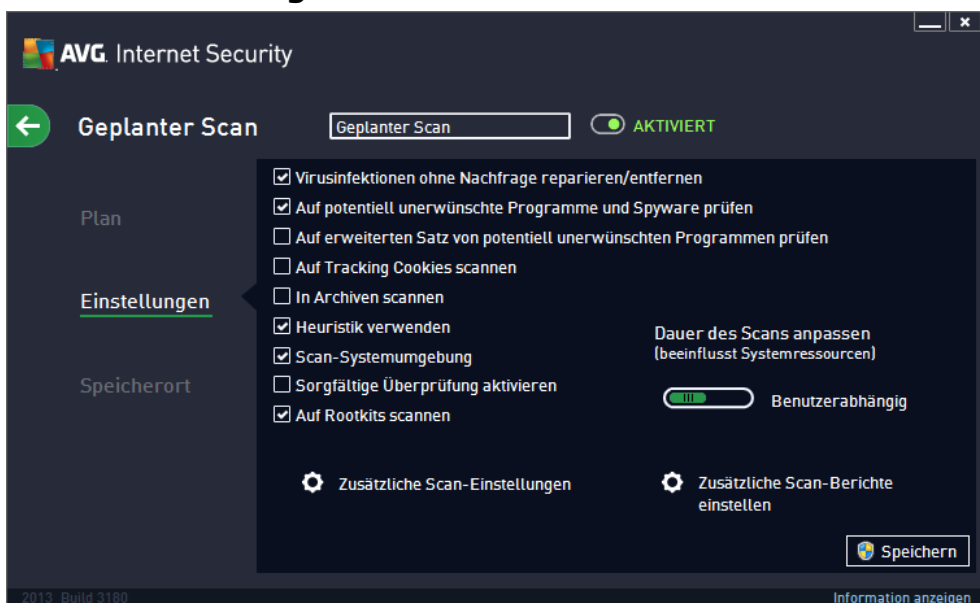 AVG. Internet Security
Geplanter Scan
Geplanter Scan
AKTIVIERT
Plan
Einstellungen
Speicherort
Virusinfektionen ohne Nachfrage reparieren/entfernen
Auf potentiell unerwünschte Programme und Spyware prüfen
Auf erweiterten Satz von potentiell unerwünschten Programmen prüfen
Auf Tracking Cookies scannen
In Archiven scannen
Heuristik verwenden
Scan-Systemumgebung
Sorgfältige Überprüfung aktivieren
Auf Rootkits scannen
Dauer des Scans anpassen
(beeinflusst Systemressourcen)
Benutzerabhängig
Zusätzliche Scan-Einstellungen
Zusätzliche Scan-Berichte
einstellen
Speichern
2013 Build 3180
Information anzeigen